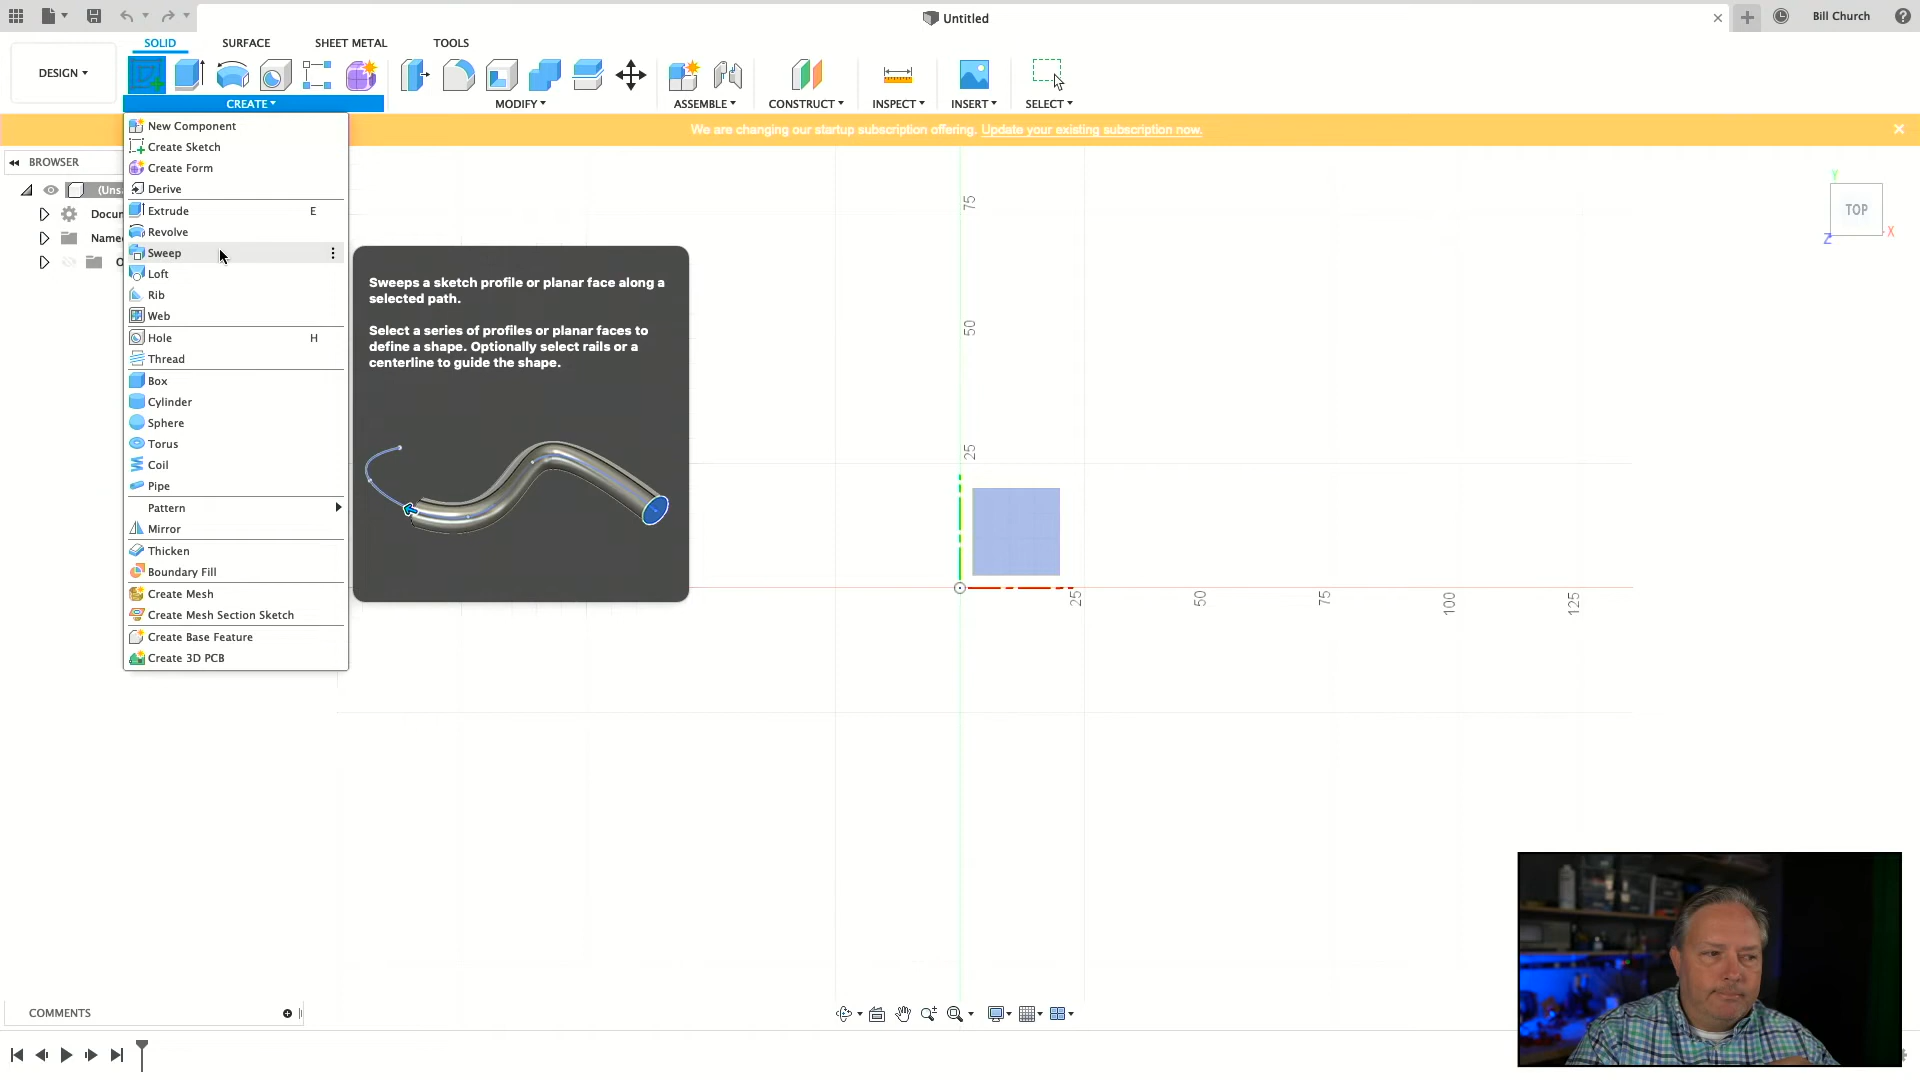 Untitled
Bill Church
DESIGN
SOLID
SURFACE
SHEET METAL
TOOLS
CREATE
MODIFY
ASSEMBLE
CONSTRUCT
INSPECT
INSERT
SELECT
We are changing our startup subscription offering. Update your existing subscription now.
BROWSER
(Uns
Docun
Name
O
New Component
Create Sketch
Create Form
Derive
Extrude E
Revolve
Sweep
Loft
Rib
Web
Hole H
Thread
Box
Cylinder
Sphere
Torus
Coil
Pipe
Pattern
Mirror
Thicken
Boundary Fill
Create Mesh
Create Mesh Section Sketch
Create Base Feature
Create 3D PCB
Sweeps a sketch profile or planar face along a
selected path.
Select a series of profiles or planar faces to
define a shape. Optionally select rails or a
centerline to guide the shape.
75
50
25
25
50
75
100
125
Y
TOP
Z
X
COMMENTS